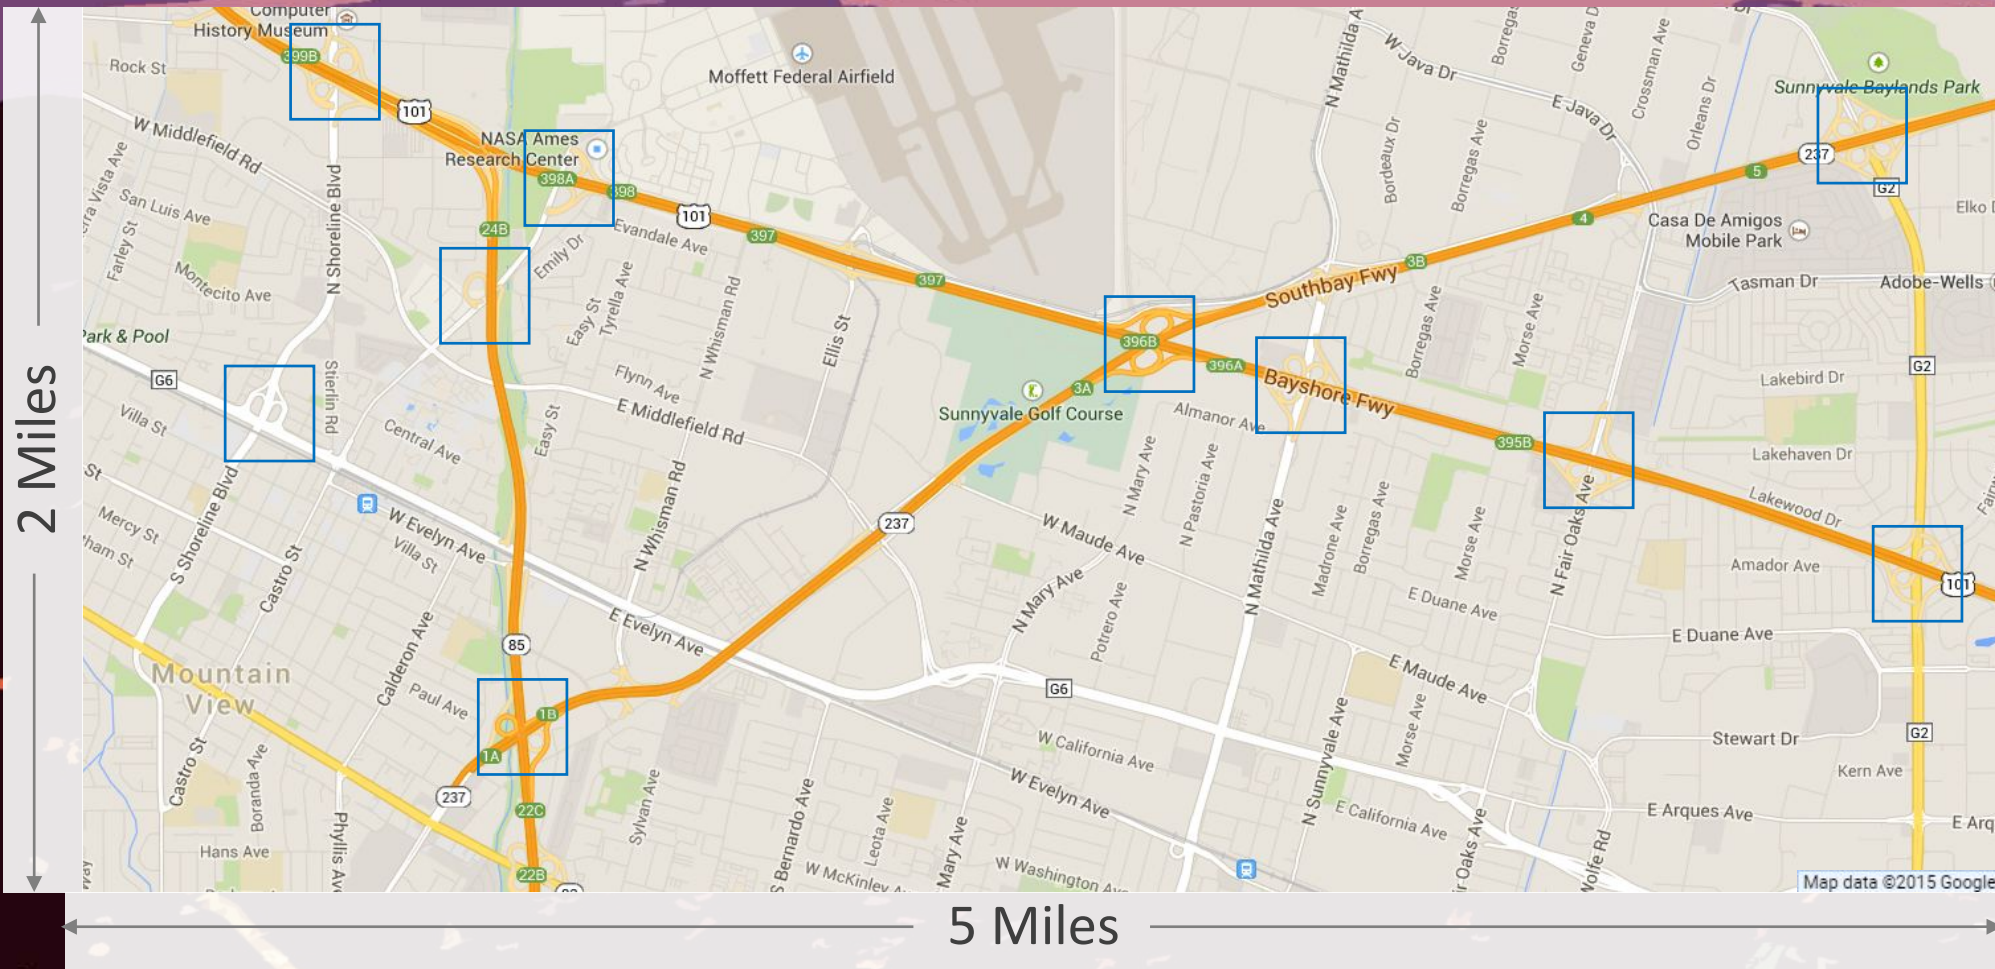 Computer
History Museum
399B
Rock St
101
Moffett Federal Airfield
N Mathilda A
W Java Dr
Borregas
Geneva D
Crossman Ave
E Java Dr
Orleans Dr
Sunnyvale Baylands Park
W Middlefield Rd
NASA Ames
Research Center
398A
398
101
Bordeaux Dr
Borregas Ave
237
5
G2
Elko
4
Casa De Amigos
Mobile Park
San Luis Ave
Farley St
N Shoreline Blvd
Montecito Ave
24B
Emily Dr
Evandale Ave
397
397
Easy St
Tyrella Ave
N Whisman Rd
Ellis St
3B
Southbay Fwy
Tasman Dr
Adobe-Wells
Park & Pool
G6
Stierlin Rd
Villa St
Central Ave
Easy St
Flynn Ave
E Middlefield Rd
Sunnyvale Golf Course
3A
396B
396A
Bayshore Fwy
Almanor Ave
Borregas Ave
Morse Ave
395B
G2
Lakebird Dr
Lakehaven Dr
Lakewood Dr
2 Miles
St
Mercy St
S Shoreline Blvd
Castro St
W Evelyn Ave
Villa St
N Whisman Rd
237
W Maude Ave
N Mary Ave
N Pastoria Ave
N Mathilda Ave
Madrone Ave
Borregas Ave
Morse Ave
N Fair Oaks Ave
Amador Ave
101
E Evelyn Ave
N Mary Ave
Potrero Ave
E Duane Ave
E Duane Ave
85
Mountain
View
Calderon Ave
Paul Ave
1B
1A
237
G6
E Maude Ave
Castro St
Boranda Ave
Phyllis Av
Hans Ave
22C
22B
Sylvan Ave
S Bernardo Ave
Leota Ave
W McKinley A
Mary Ave
W California Ave
W Evelyn Ave
W Washington Av
N Sunnyvale Ave
Morse Ave
E California Ave
r Oaks Ave
Wolfe Rd
Stewart Dr
G2
Kern Ave
E Arques Ave
E Arq
Map data ©2015 Google
5 Miles